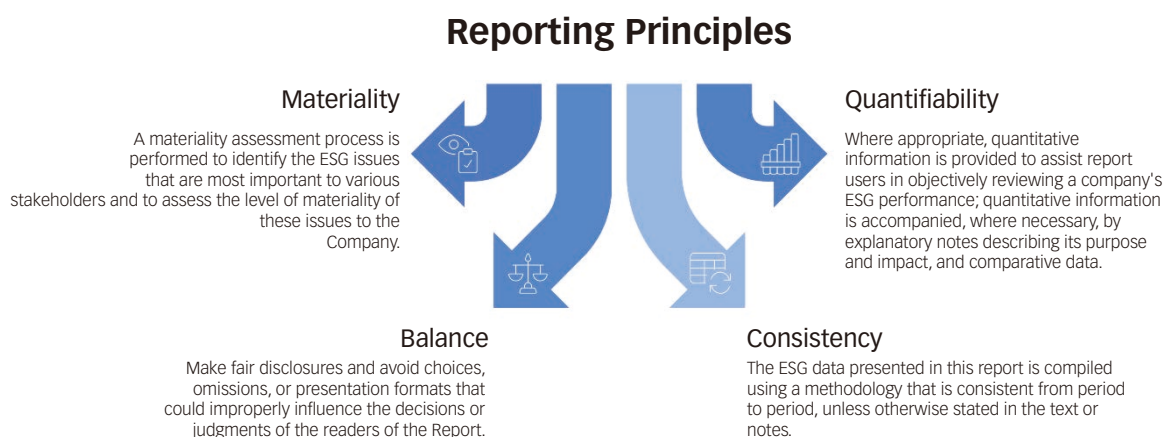 Reporting Principles
Materiality
A materiality assessment process is
performed to identify the ESG issues
that are most important to various
stakeholders and to assess the level of materiality of
these issues to the
Company.
Quantifiability
Where appropriate, quantitative
information is provided to assist report
users in objectively reviewing a company's
ESG performance; quantitative information
is accompanied, where necessary, by
explanatory notes describing its purpose
and impact, and comparative data.
Balance
Make fair disclosures and avoid choices,
omissions, or presentation formats that
could improperly influence the decisions or
judgments of the readers of the Report.
Consistency
The ESG data presented in this report is compiled
using a methodology that is consistent from period
to period, unless otherwise stated in the text or
notes.